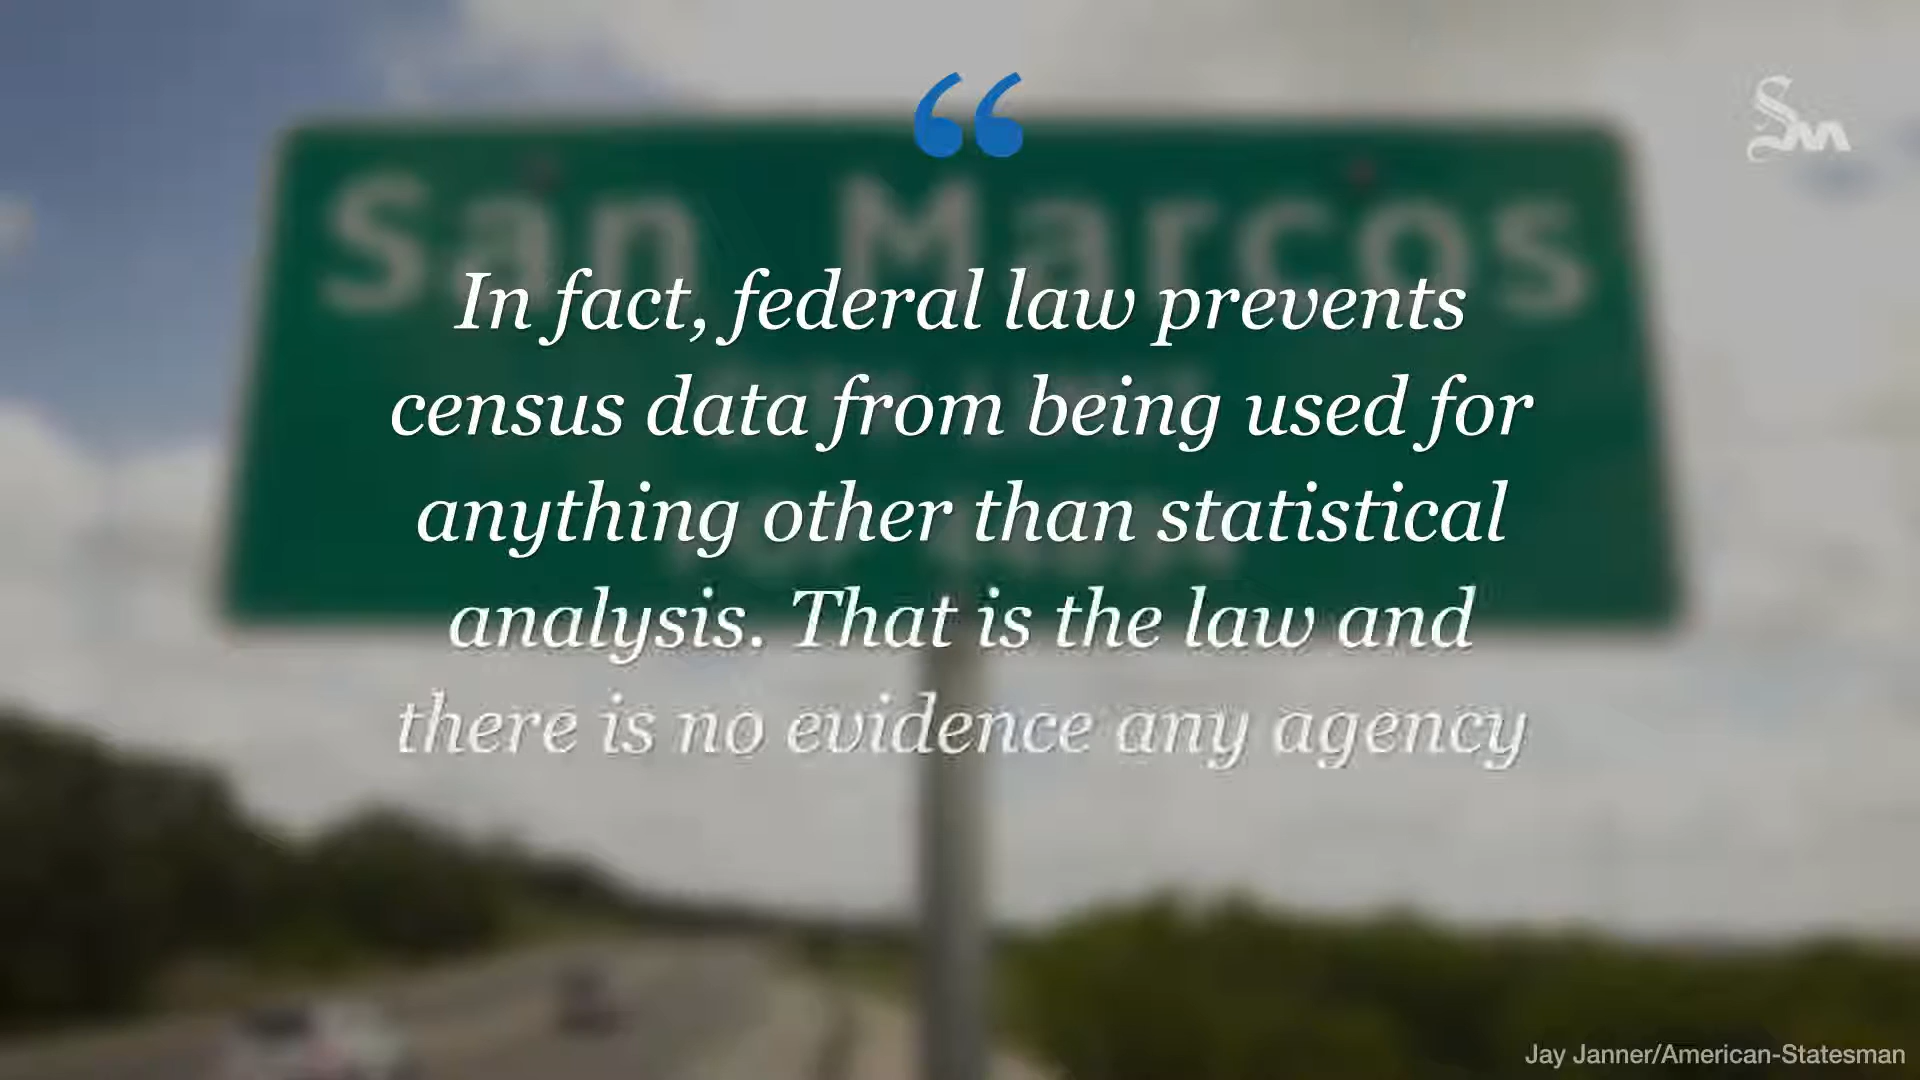 “
San Marcos
In fact, federal law prevents
census data from being used for
anything other than statistical
analysis. That is the law and
there is no evidence any agency
Sm
Jay Janner/American-Statesman